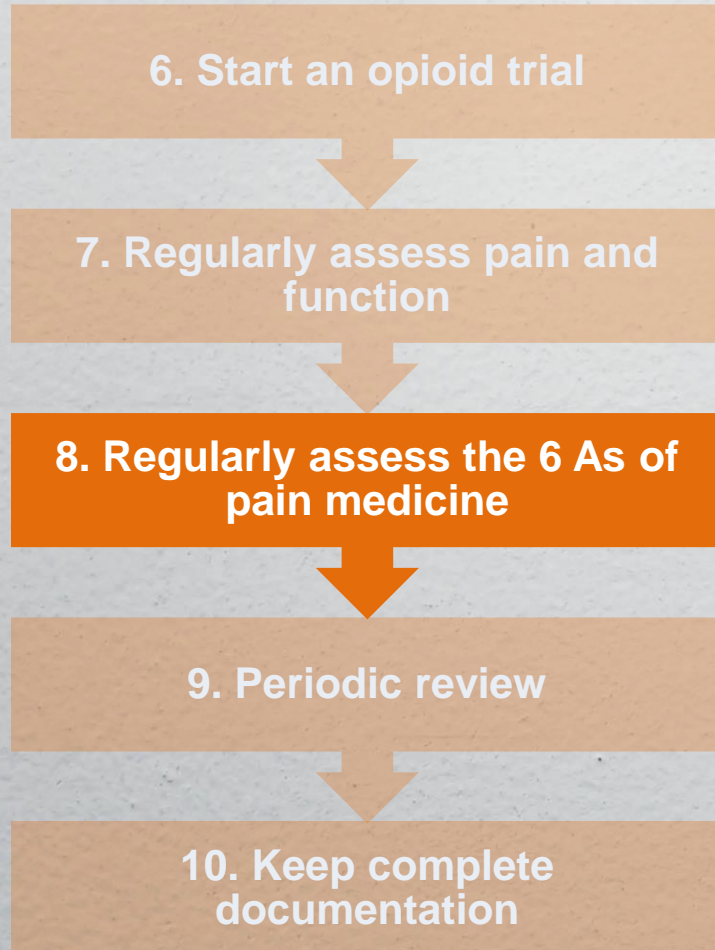 6. Start an opioid trial
7. Regularly assess pain and
function
8. Regularly assess the 6 As of
pain medicine
9. Periodic review
10. Keep complete
documentation